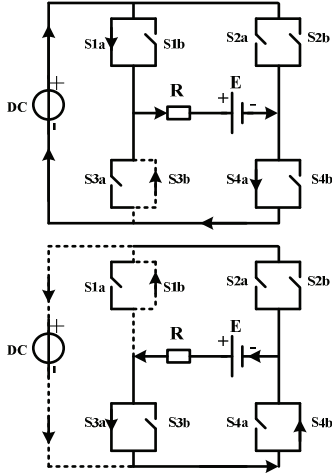 S1a S1b S2a S2b
DC + R + E -
-
S3a S3b S4a S4b
S1a S1b S2a S2b
DC + R + E -
-
S3a S3b S4a S4b